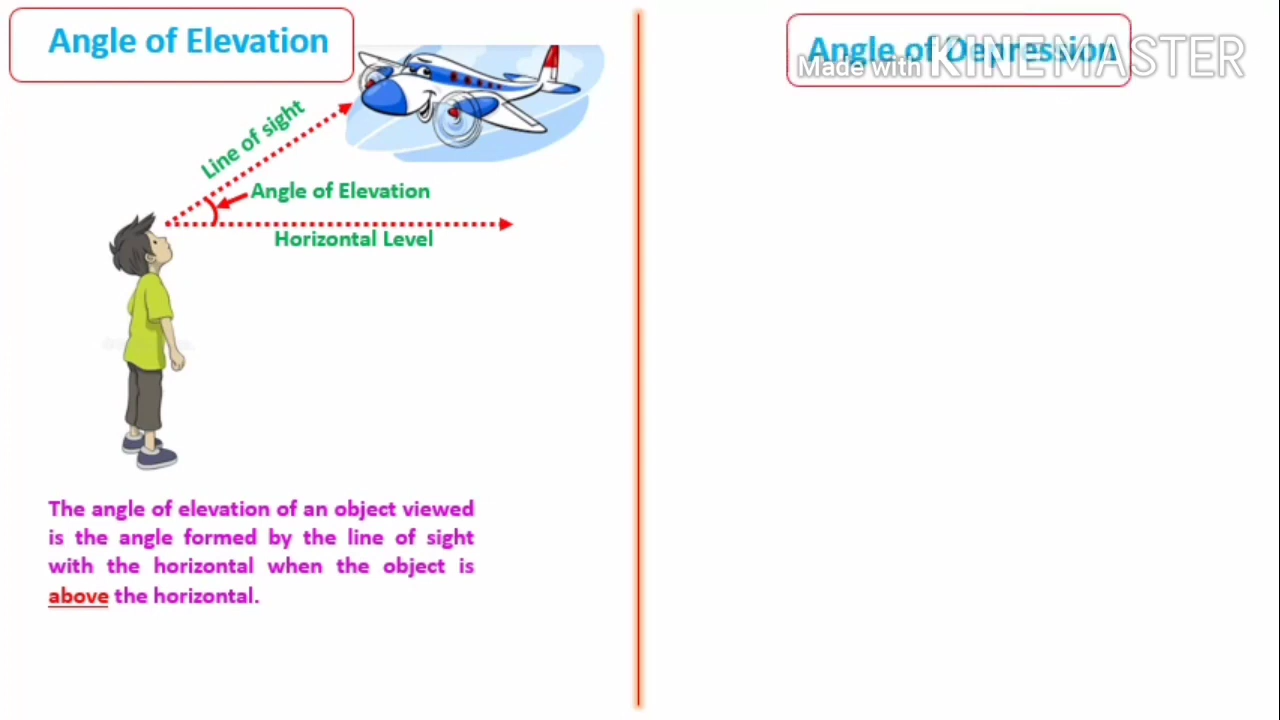 Angle of Elevation
Line of sight
Angle of Elevation
Horizontal Level
The angle of elevation of an object viewed
is the angle formed by the line of sight
with the horizontal when the object is
above the horizontal.
Angle of Depression
Made with KINEMASTER